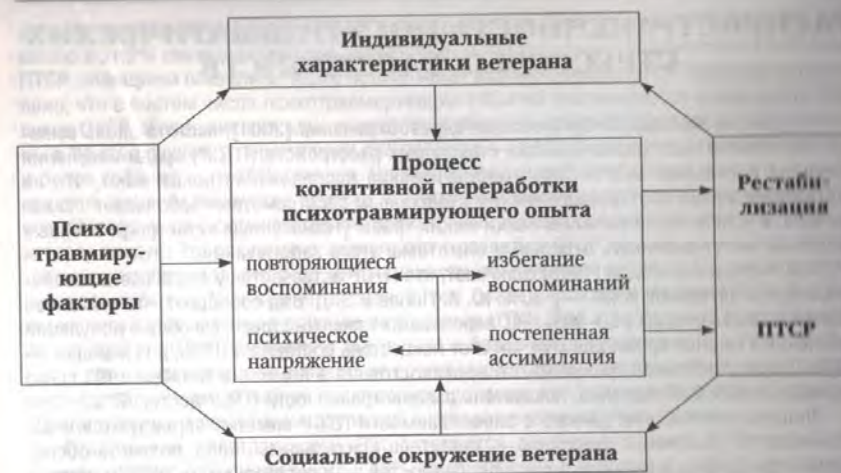 Индивидуальные
характеристики ветерана
Психо-
травмиру-
ющие
факторы
Процесс
когнитивной переработки
психотравмирующего опыта
повторяющиеся
воспоминания
избегание
воспоминаний
психическое
напряжение
постепенная
ассимиляция
Рестаби-
лизация
ПТСР
Социальное окружение ветерана